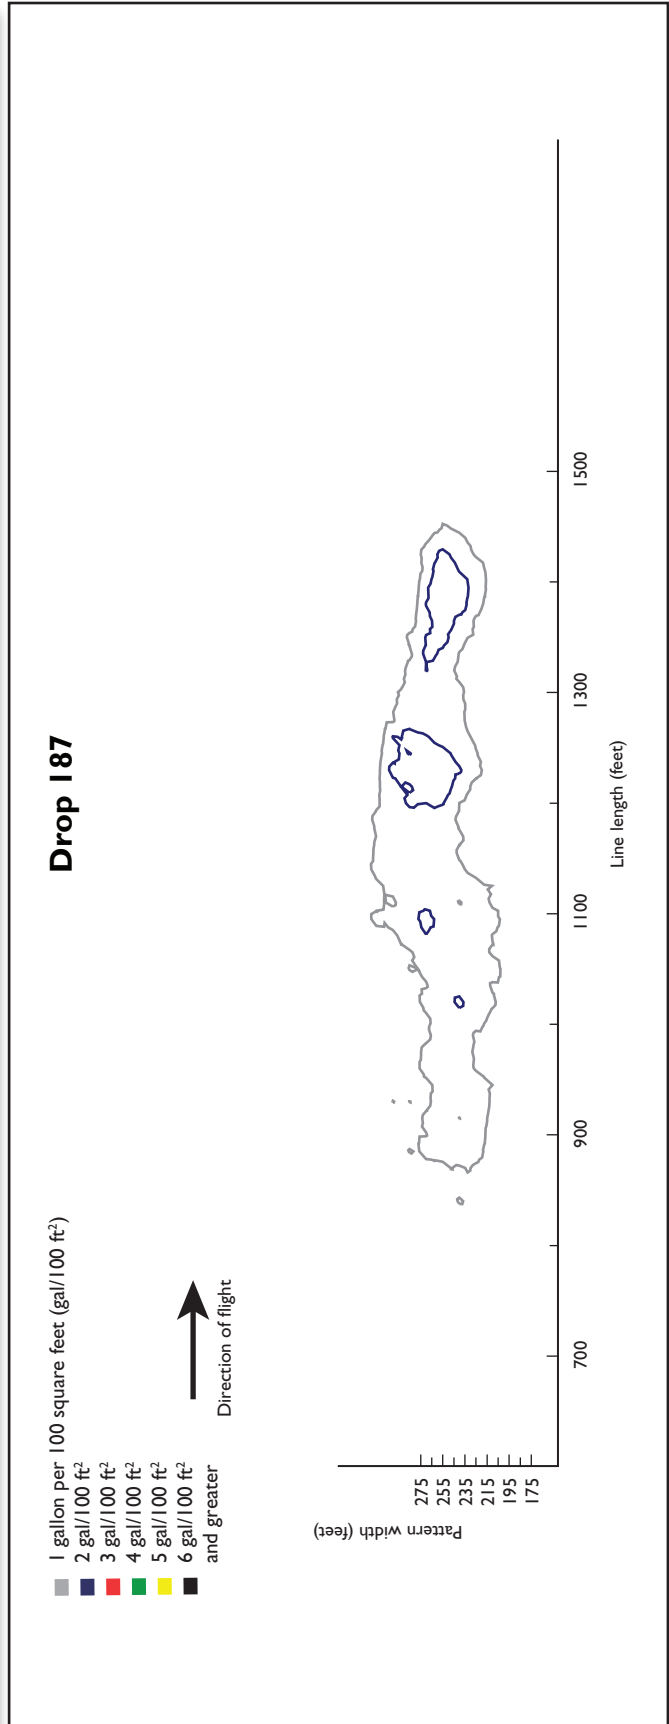 Drop 187
1 gallon per 100 square feet (gal/100 ft²)
2 gal/100 ft²
3 gal/100 ft²
4 gal/100 ft²
5 gal/100 ft²
6 gal/100 ft²
and greater
Direction of flight
Pattern width (feet)
275
255
235
215
195
175
700
900
1100
1300
1500
Line length (feet)